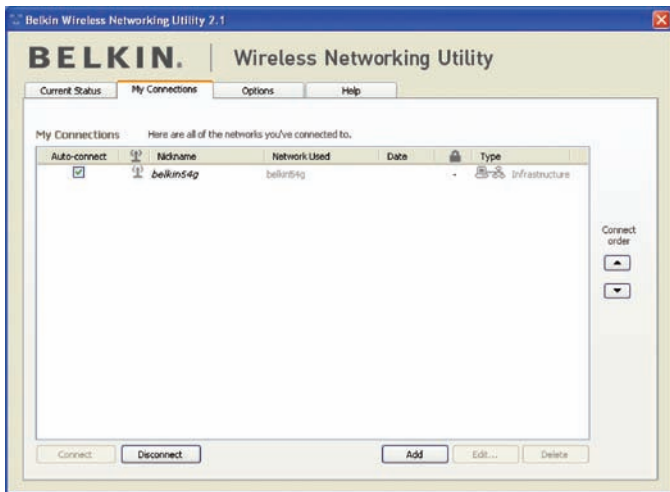 Belkin Wireless Networking Utility 2.1
BELKIN. Wireless Networking Utility
Current Status My Connections Options Help
My Connections Here are all of the networks you've connected to.
Auto-connect Nickname Network Used Date Type
belkin54g belkin54g - Infrastructure
Connect
order
Connect Disconnect Add Edit... Delete